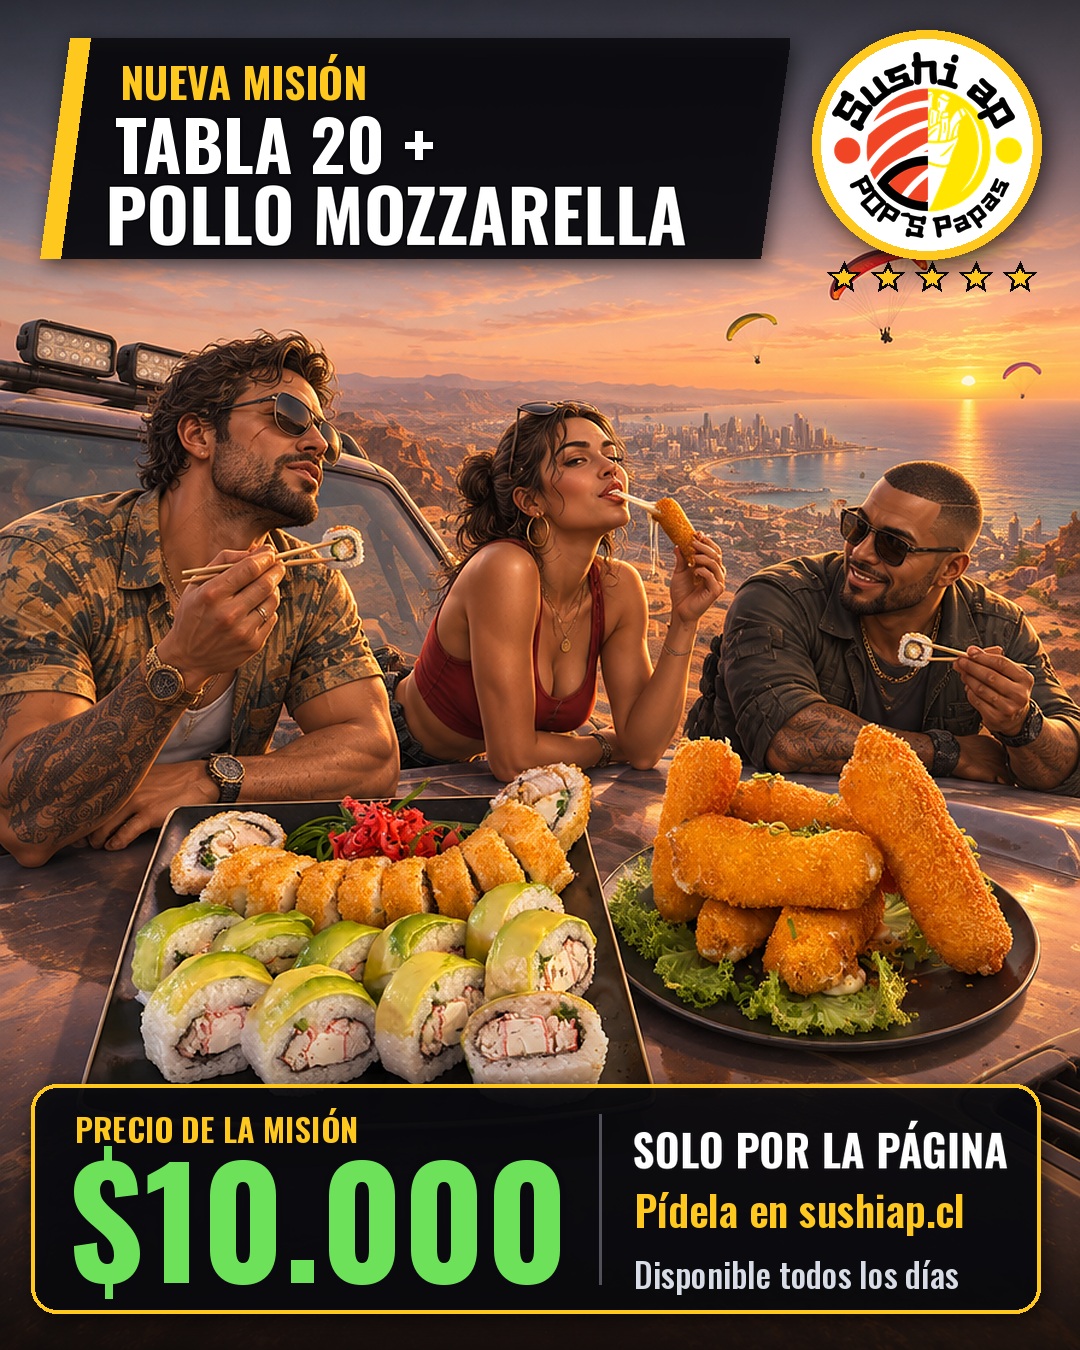 NUEVA MISIÓN
TABLA 20 +
POLLO MOZZARELLA
Sushi ap
POP'S Papas
PRECIO DE LA MISIÓN
$10.000
SOLO POR LA PÁGINA
Pídela en sushiap.cl
Disponible todos los días